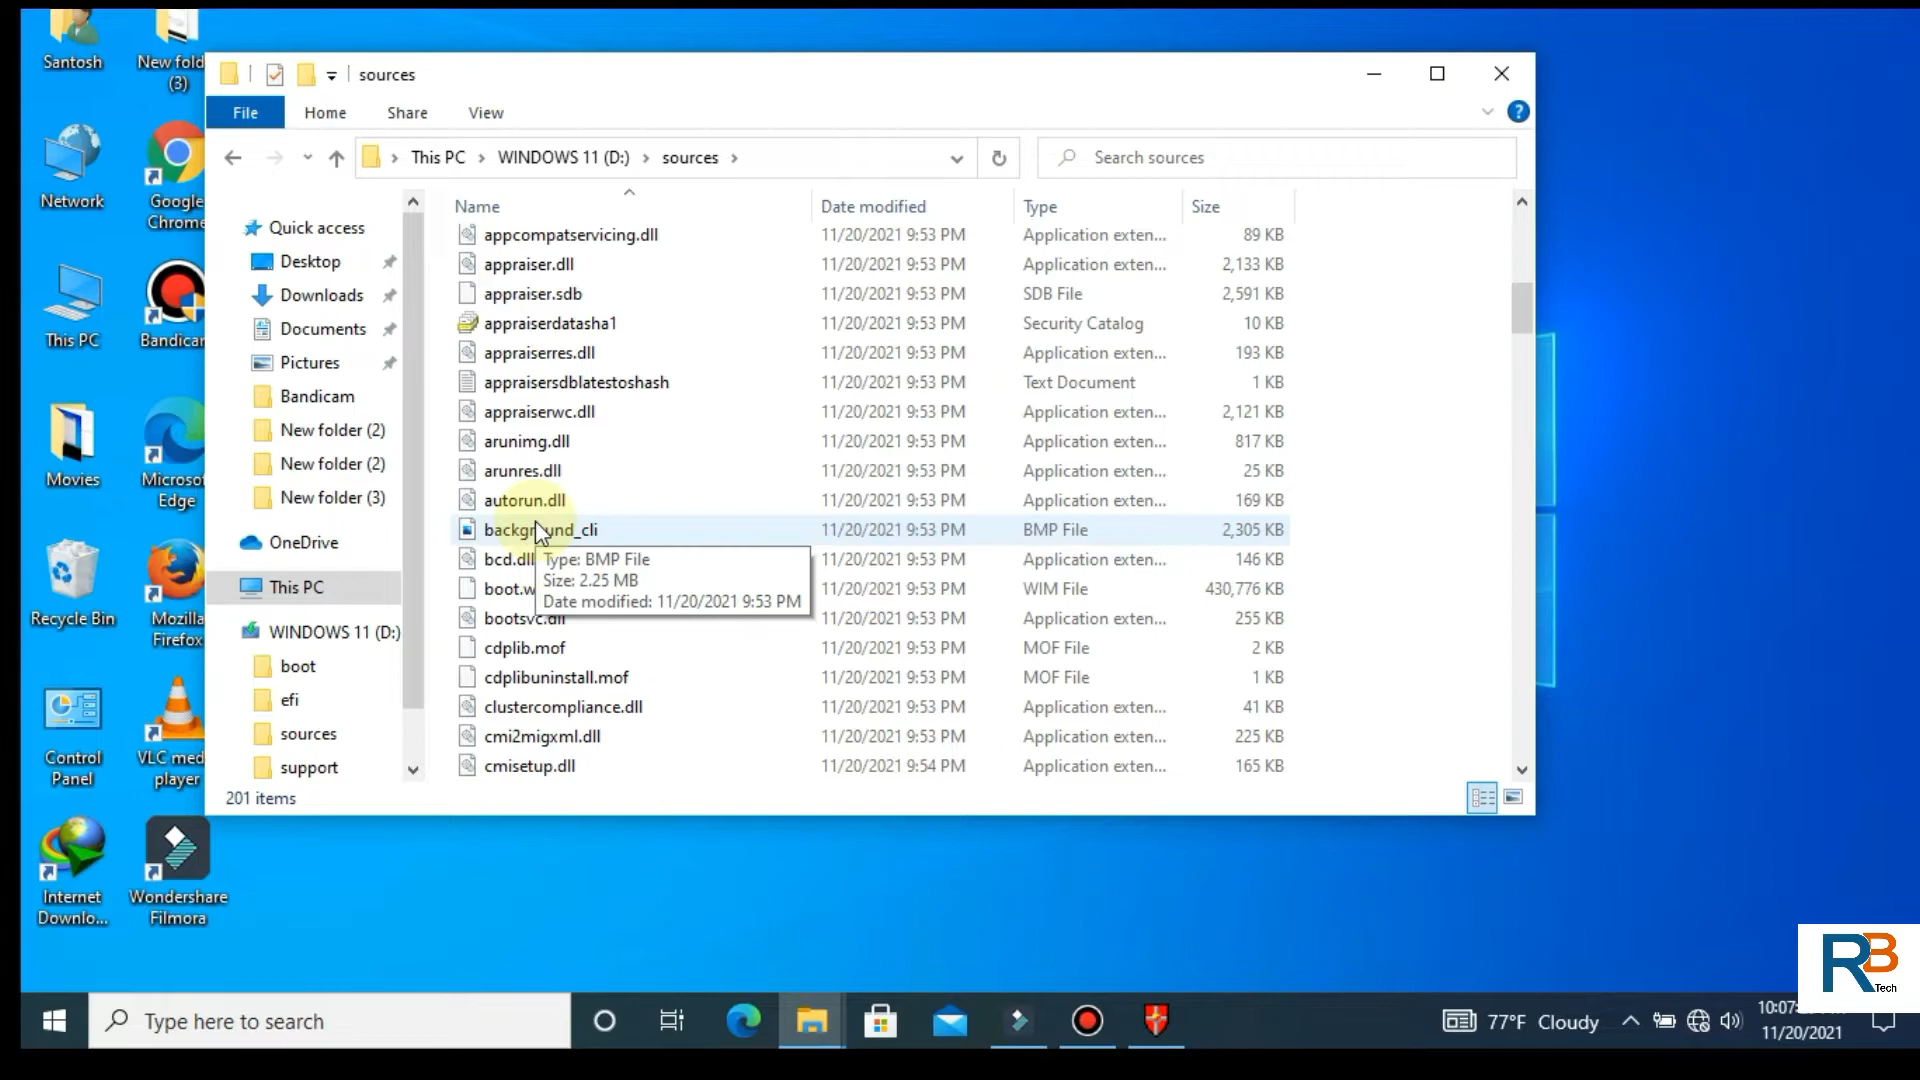 Santosh
New fold
(3)
Network
Google
Chrome
This PC
Bandicam
Movies
Microsof
Edge
Recycle Bin
Mozilla
Firefox
Control
Panel
VLC med
player
Internet
Downlo...
Wondershare
Filmora
sources
File
Home
Share
View
?
This PC
WINDOWS 11 (D:)
sources
Search sources
Quick access
Desktop
Downloads
Documents
Pictures
Bandicam
New folder (2)
New folder (2)
New folder (3)
OneDrive
This PC
WINDOWS 11 (D:)
boot
efi
sources
support
Name Date modified Type Size
appcompatservicing.dll 11/20/2021 9:53 PM Application exten... 89 KB
appraiser.dll 11/20/2021 9:53 PM Application exten... 2,133 KB
appraiser.sdb 11/20/2021 9:53 PM SDB File 2,591 KB
appraiserdatasha1 11/20/2021 9:53 PM Security Catalog 10 KB
appraiserres.dll 11/20/2021 9:53 PM Application exten... 193 KB
appraisersdblatestoshash 11/20/2021 9:53 PM Text Document 1 KB
appraiserwc.dll 11/20/2021 9:53 PM Application exten... 2,121 KB
arunimg.dll 11/20/2021 9:53 PM Application exten... 817 KB
arunres.dll 11/20/2021 9:53 PM Application exten... 25 KB
autorun.dll 11/20/2021 9:53 PM Application exten... 169 KB
background_cli 11/20/2021 9:53 PM BMP File 2,305 KB
bcd.dll 11/20/2021 9:53 PM Application exten... 146 KB
boot.w 11/20/2021 9:53 PM WIM File 430,776 KB
bootsvc.dll 11/20/2021 9:53 PM Application exten... 255 KB
cdplib.mof 11/20/2021 9:53 PM MOF File 2 KB
cdplibuninstall.mof 11/20/2021 9:53 PM MOF File 1 KB
clustercompliance.dll 11/20/2021 9:53 PM Application exten... 41 KB
cmi2migxml.dll 11/20/2021 9:53 PM Application exten... 225 KB
cmisetup.dll 11/20/2021 9:54 PM Application exten... 165 KB
Type: BMP File
Size: 2.25 MB
Date modified: 11/20/2021 9:53 PM
201 items
RB
Tech
Type here to search
77°F Cloudy
10:07:
11/20/2021